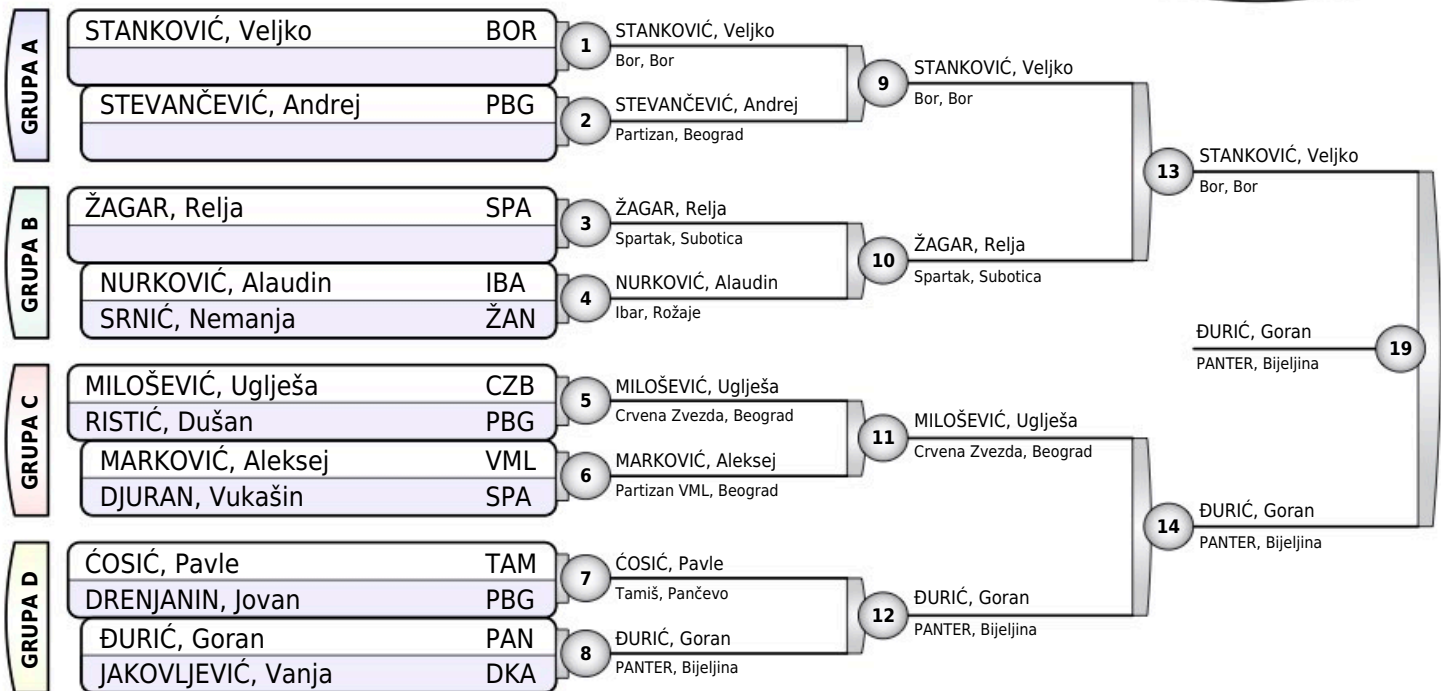 GRUPA A
STANKOVIĆ, Veljko BOR
STEVANČEVIĆ, Andrej PBG
GRUPA B
ŽAGAR, Relja SPA
NURKOVIĆ, Alaudin IBA
SRNIĆ, Nemanja ŽAN
GRUPA C
MILOŠEVIĆ, Uglješa CZB
RISTIĆ, Dušan PBG
MARKOVIĆ, Aleksej VML
DJURAN, Vukašin SPA
GRUPA D
ĆOSIĆ, Pavle TAM
DRENJANIN, Jovan PBG
ĐURIĆ, Goran PAN
JAKOVLJEVIĆ, Vanja DKA
1 STANKOVIĆ, Veljko
Bor, Bor
2 STEVANČEVIĆ, Andrej
Partizan, Beograd
3 ŽAGAR, Relja
Spartak, Subotica
4 NURKOVIĆ, Alaudin
Ibar, Rožaje
5 MILOŠEVIĆ, Uglješa
Crvena Zvezda, Beograd
6 MARKOVIĆ, Aleksej
Partizan VML, Beograd
7 ĆOSIĆ, Pavle
Tamiš, Pančevo
8 ĐURIĆ, Goran
PANTER, Bijeljina
9 STANKOVIĆ, Veljko
Bor, Bor
10 ŽAGAR, Relja
Spartak, Subotica
11 MILOŠEVIĆ, Uglješa
Crvena Zvezda, Beograd
12 ĐURIĆ, Goran
PANTER, Bijeljina
13 STANKOVIĆ, Veljko
Bor, Bor
14 ĐURIĆ, Goran
PANTER, Bijeljina
ĐURIĆ, Goran 19
PANTER, Bijeljina